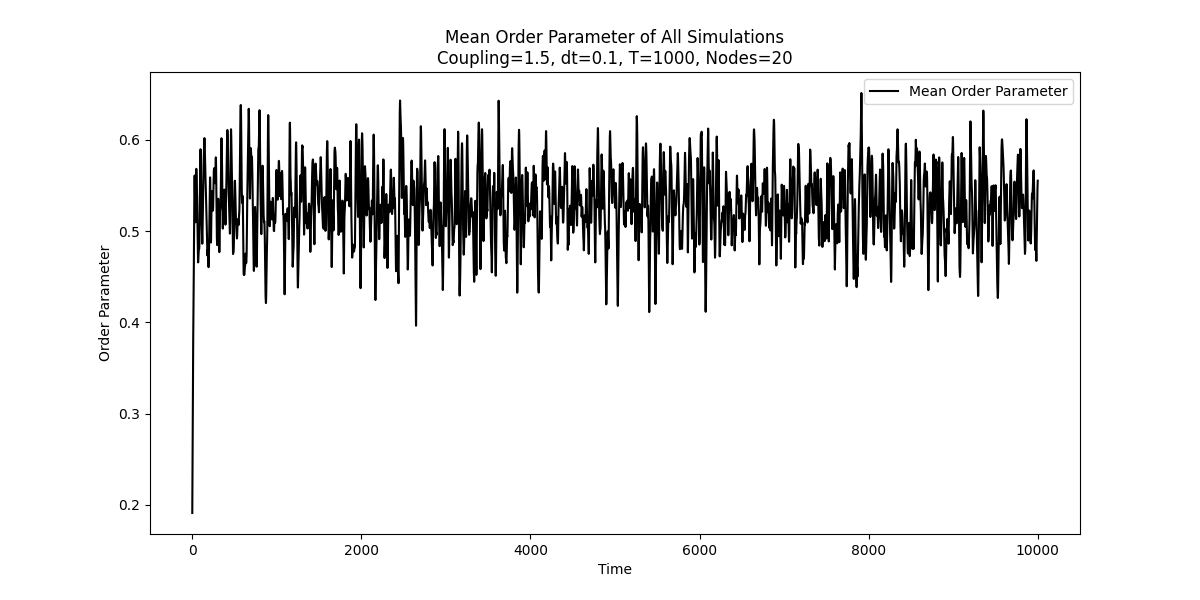 Mean Order Parameter of All Simulations
Coupling=1.5, dt=0.1, T=1000, Nodes=20
Mean Order Parameter
Order Parameter
0.6
0.5
0.4
0.3
0.2
0 2000 4000 6000 8000 10000
Time